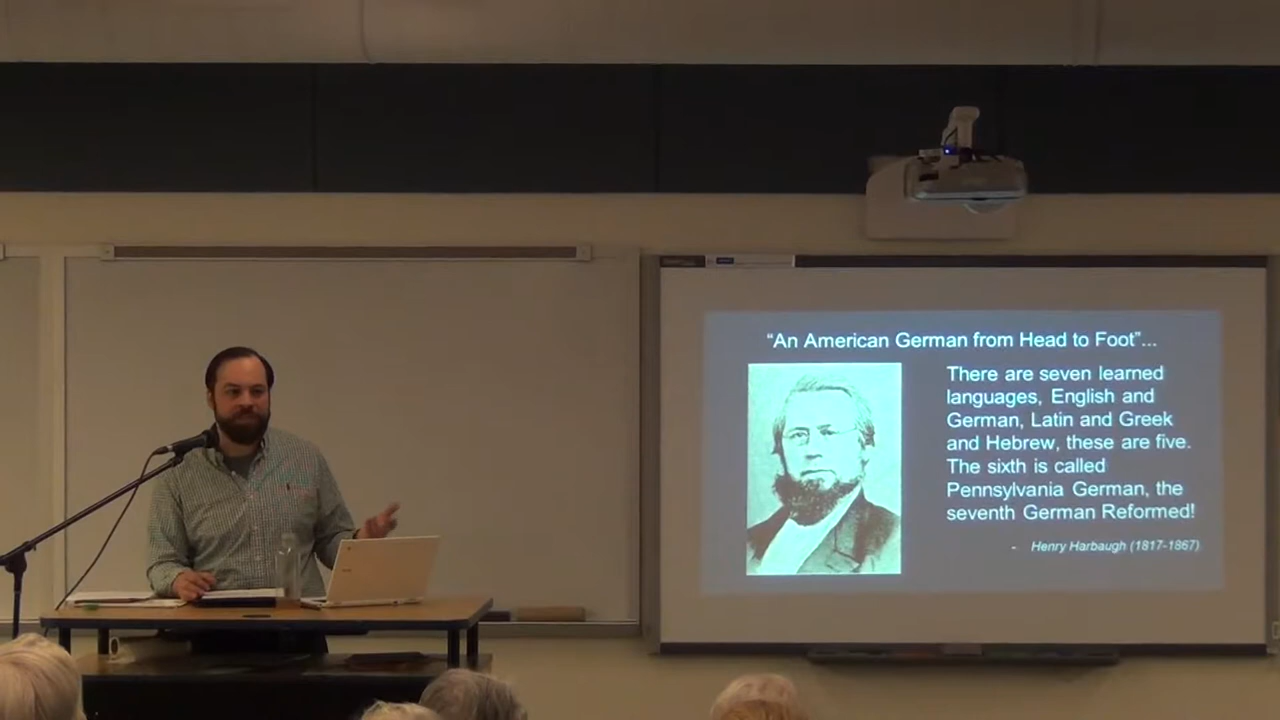 “An American German from Head to Foot”...
There are seven learned
languages, English and
German, Latin and Greek
and Hebrew, these are five.
The sixth is called
Pennsylvania German, the
seventh German Reformed!
- Henry Harbaugh (1817-1867)